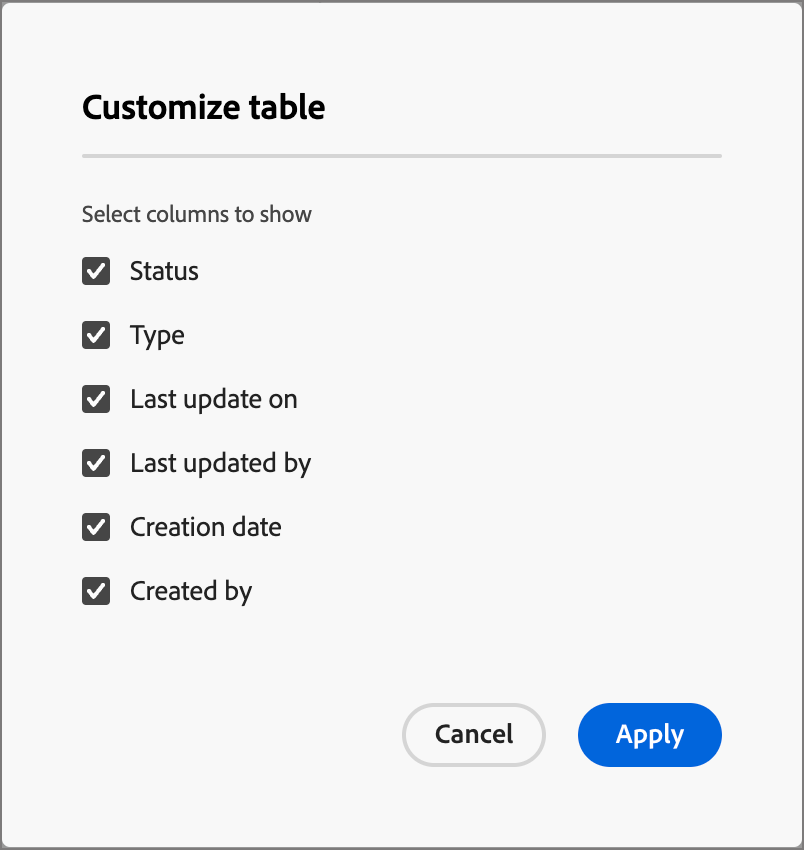 Customize table
Select columns to show
Status
Type
Last update on
Last updated by
Creation date
Created by
Cancel
Apply